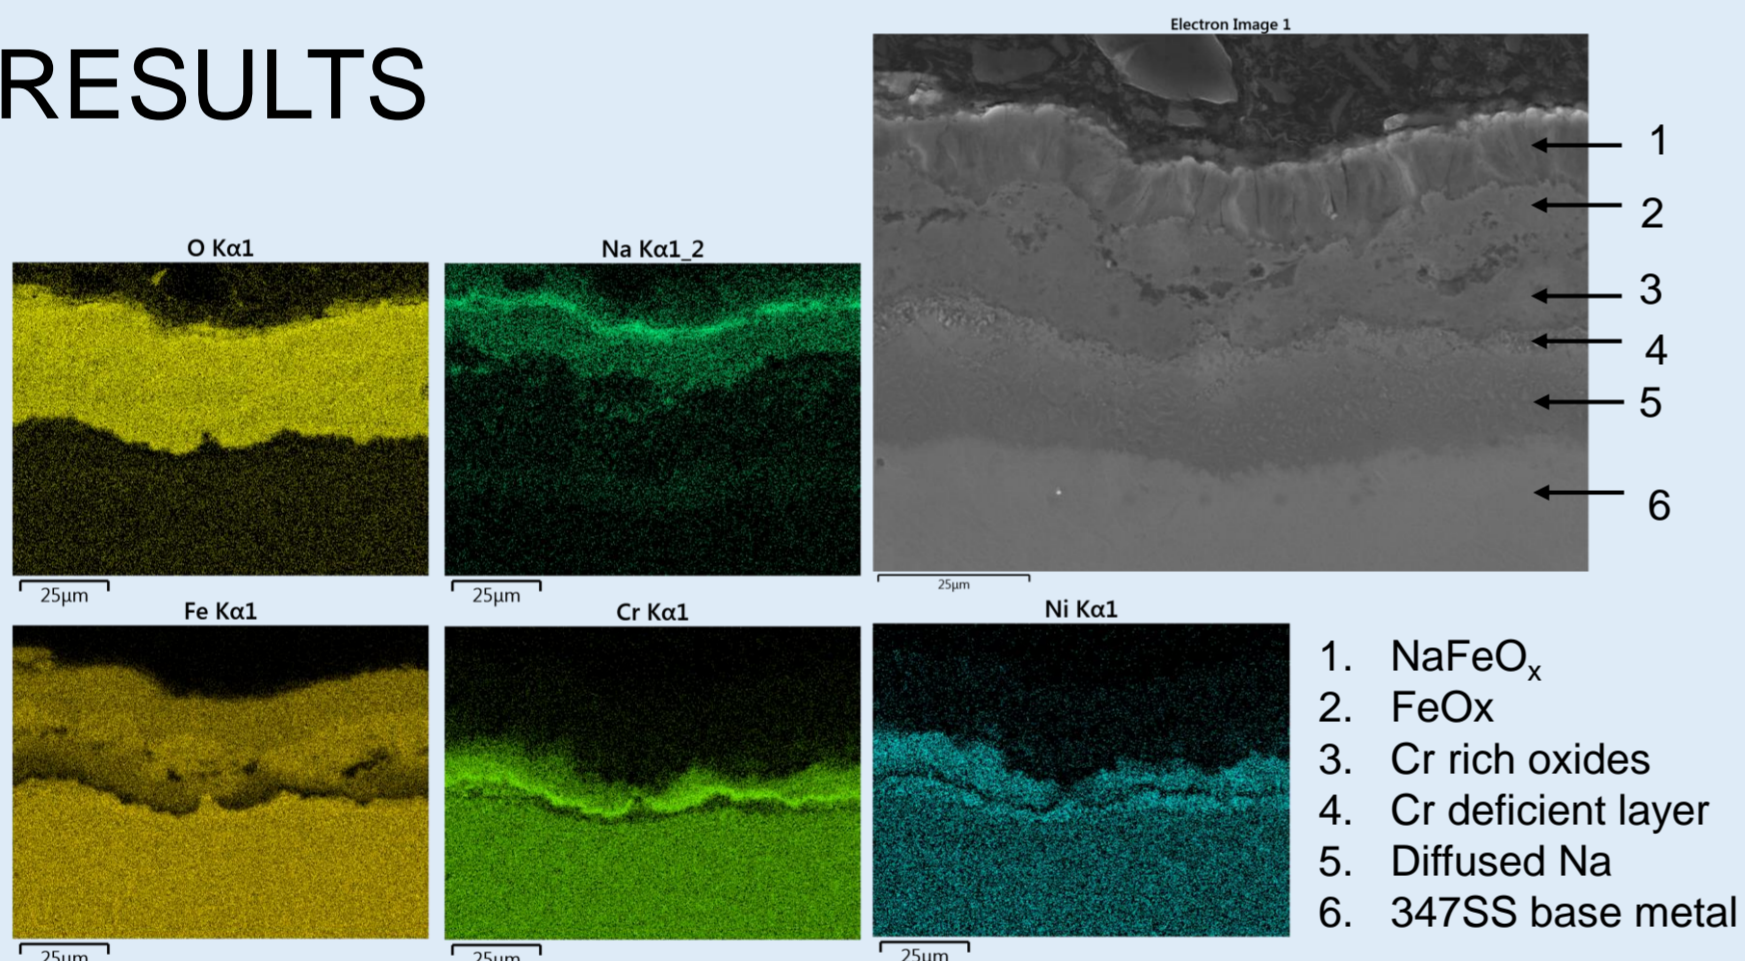 RESULTS
Electron Image 1
1
2
3
4
5
6
25µm
O Kα1
25µm
Na Kα1_2
25µm
Fe Kα1
25µm
Cr Kα1
25µm
Ni Kα1
25µm
1. NaFeOₓ
2. FeOx
3. Cr rich oxides
4. Cr deficient layer
5. Diffused Na
6. 347SS base metal